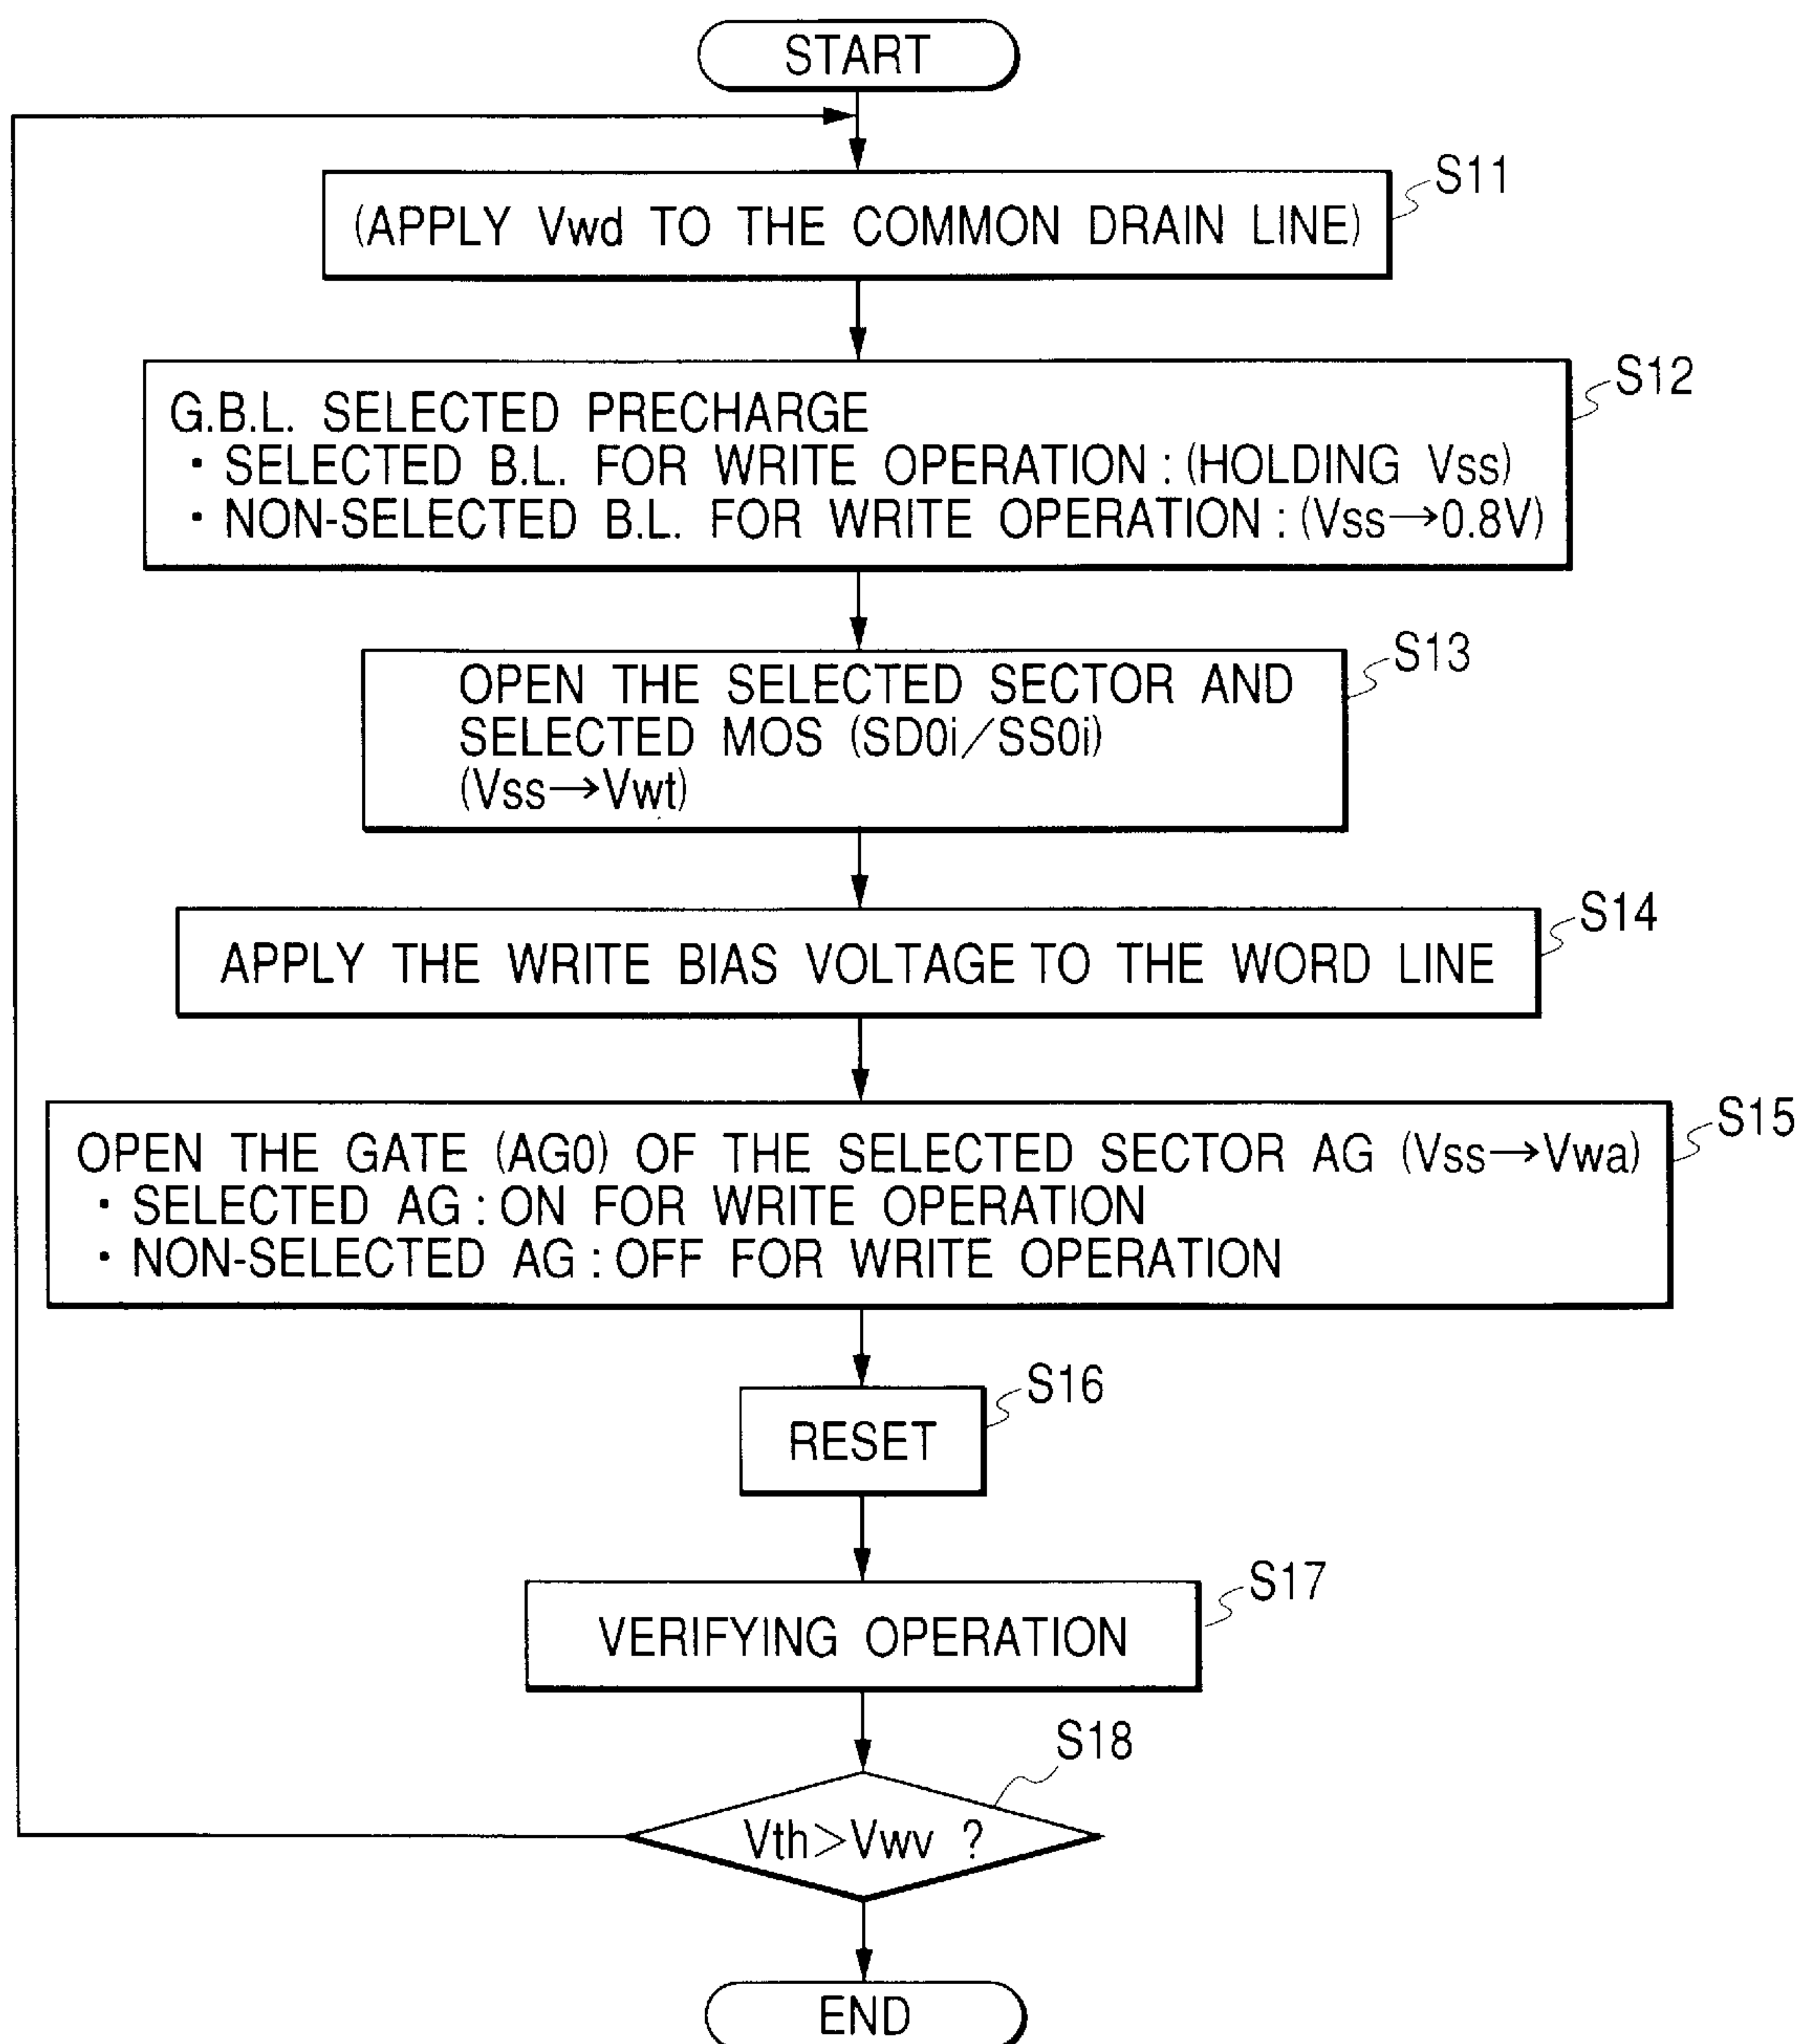 START
S11
(APPLY Vwd TO THE COMMON DRAIN LINE)
S12
G.B.L. SELECTED PRECHARGE
・SELECTED B.L. FOR WRITE OPERATION : (HOLDING Vss)
・NON-SELECTED B.L. FOR WRITE OPERATION : (Vss→0.8V)
S13
OPEN THE SELECTED SECTOR AND
SELECTED MOS (SD0i/SS0i)
(Vss→Vwt)
S14
APPLY THE WRITE BIAS VOLTAGE TO THE WORD LINE
S15
OPEN THE GATE (AG0) OF THE SELECTED SECTOR AG (Vss→Vwa)
・SELECTED AG : ON FOR WRITE OPERATION
・NON-SELECTED AG : OFF FOR WRITE OPERATION
S16
RESET
S17
VERIFYING OPERATION
S18
Vth>Vwv ?
END